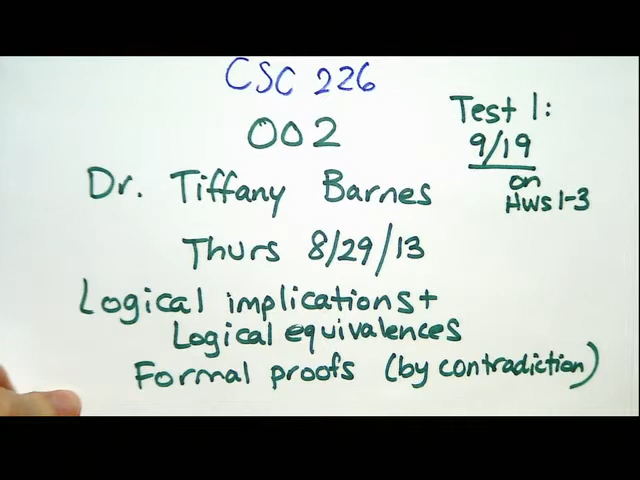 CSC 226
002
Test 1:
9/19
on
HWs 1-3
Dr. Tiffany Barnes
Thurs 8/29/13
Logical implications +
Logical equivalences
Formal proofs (by contradiction)